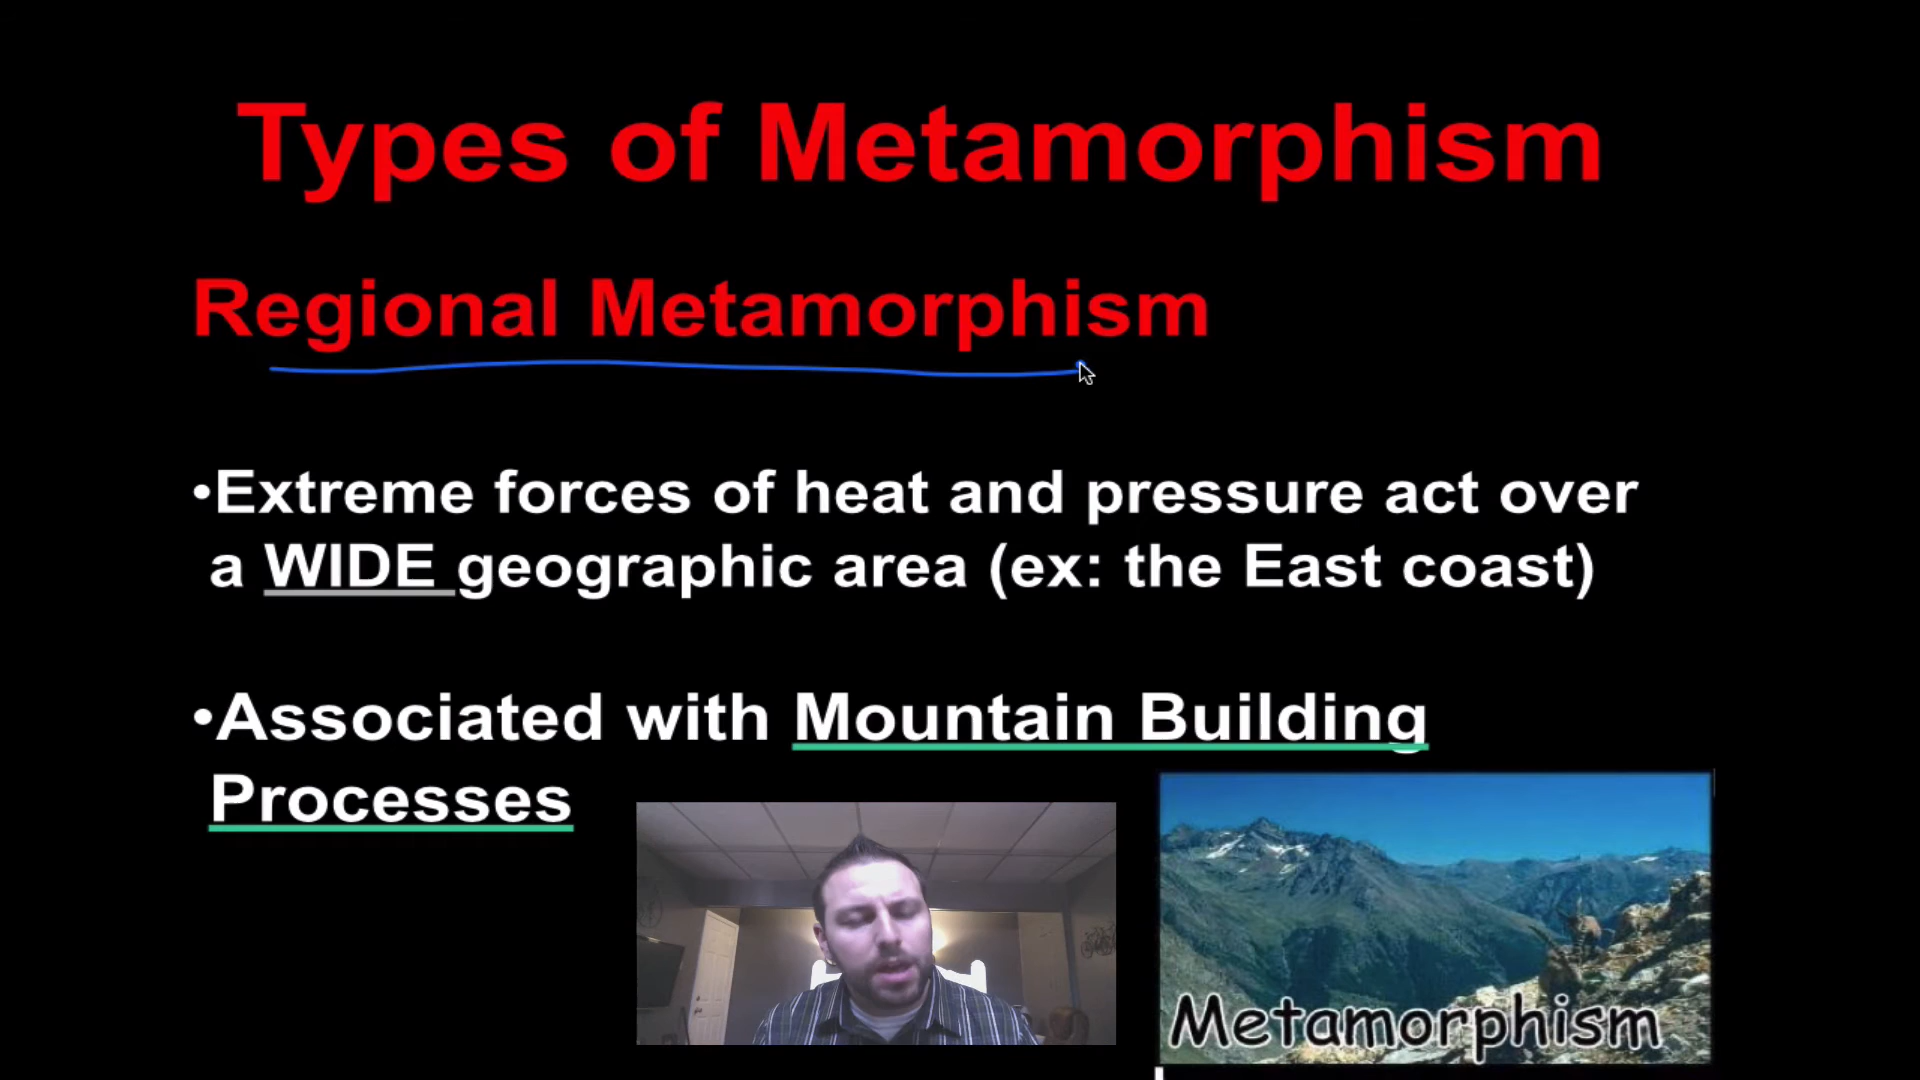 Types of Metamorphism
Regional Metamorphism
•Extreme forces of heat and pressure act over
a WIDE geographic area (ex: the East coast)
•Associated with Mountain Building
Processes
Metamorphism